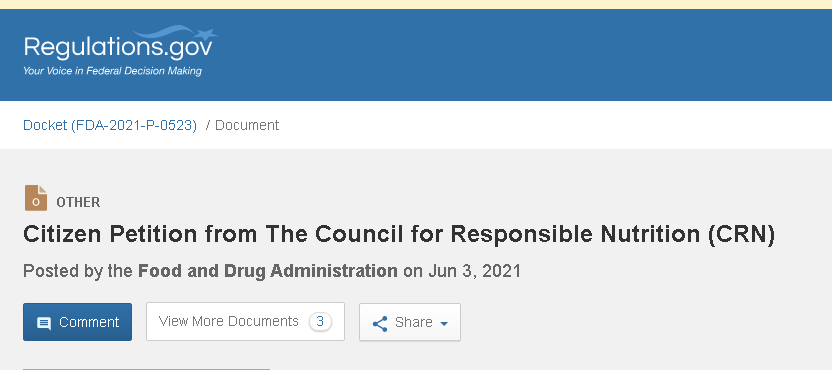 Regulations.gov
Your Voice in Federal Decision Making
Docket (FDA-2021-P-0523) / Document
O OTHER
Citizen Petition from The Council for Responsible Nutrition (CRN)
Posted by the Food and Drug Administration on Jun 3, 2021
Comment View More Documents 3 Share